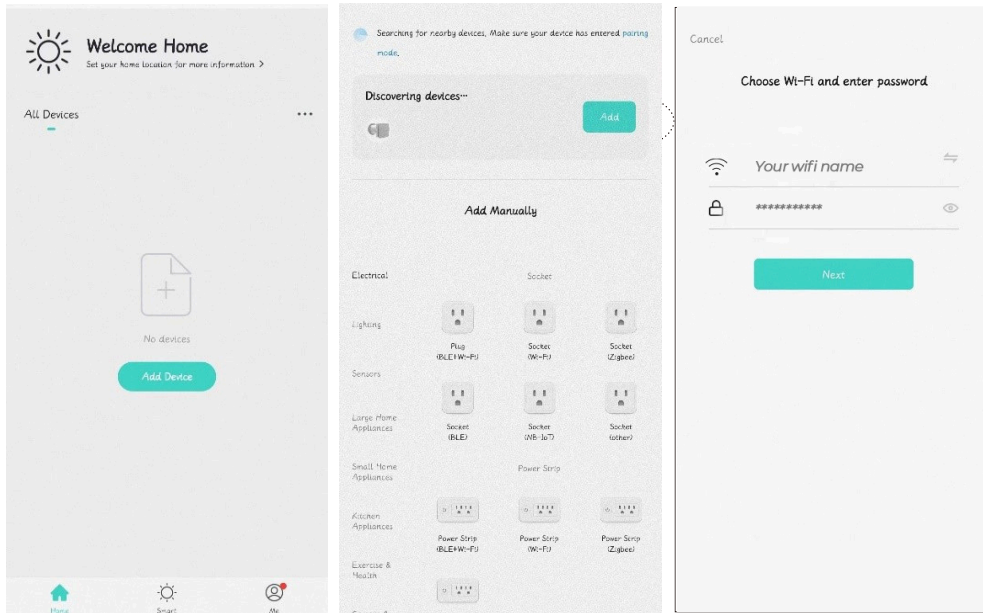 Welcome Home
Set your home location for more information >
All Devices
No devices
Add Device
Home
Smart
Me
Searching for nearby devices, Make sure your device has entered pairing
mode.
Discovering devices…
Add
Add Manually
Electrical
Socket
Lighting
Plug
(BLE+Wi-Fi)
Socket
(Wi-Fi)
Socket
(Zigbee)
Sensors
Large Home
Appliances
Socket
(BLE)
Socket
(NB-IoT)
Socket
(other)
Small Home
Appliances
Power Strip
Kitchen
Appliances
Power Strip
(BLE+Wi-Fi)
Power Strip
(Wi-Fi)
Power Strip
(Zigbee)
Exercise &
Health
Cancel
Choose Wi-Fi and enter password
Your wifi name
***********
Next